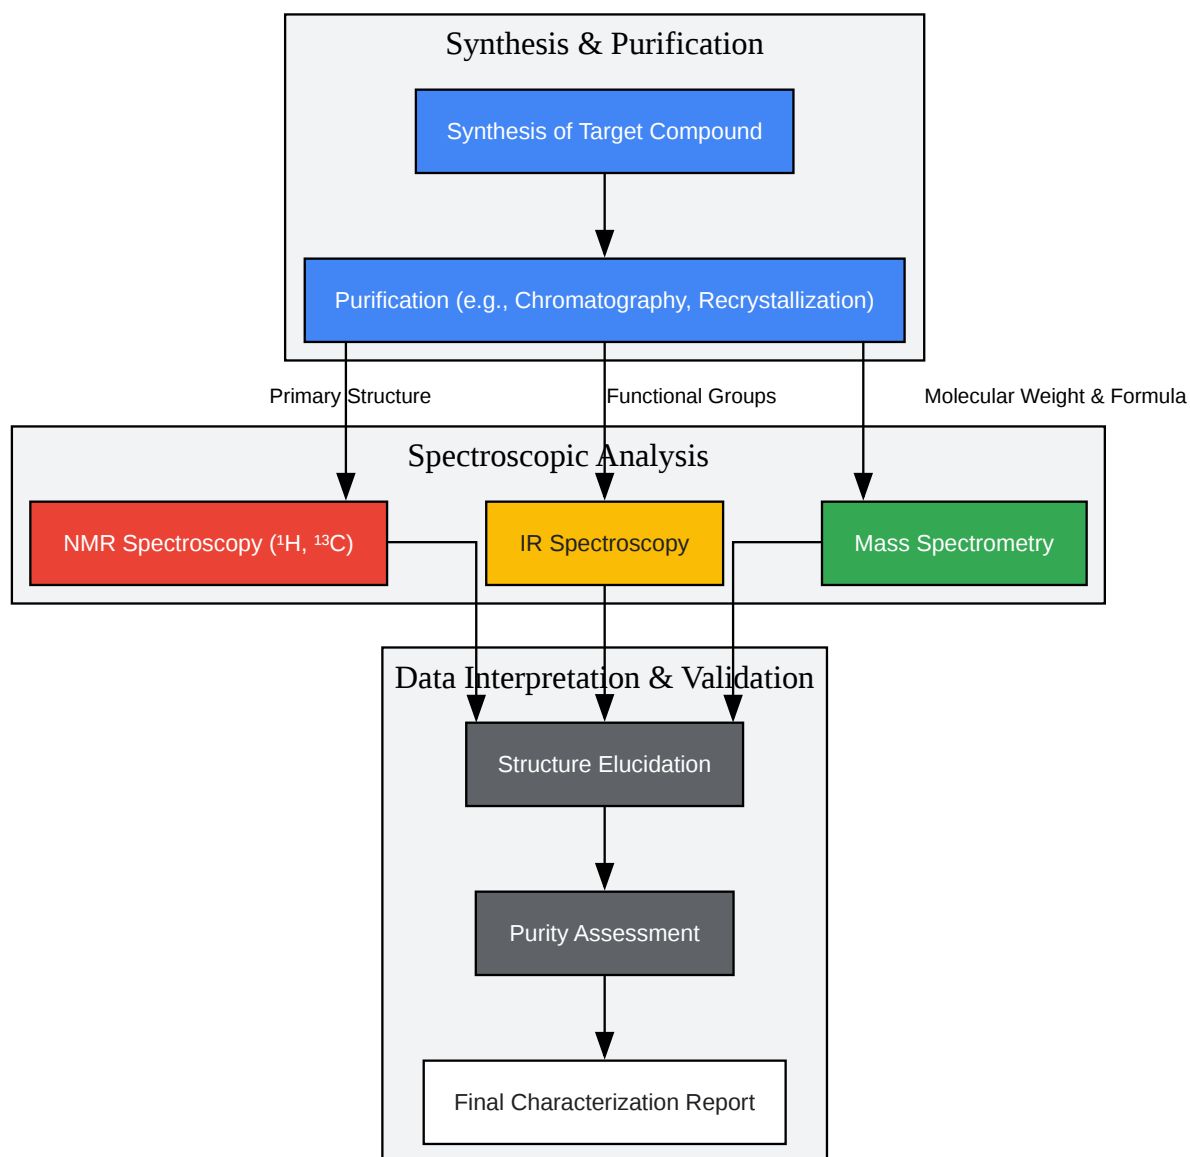 Synthesis & Purification
Synthesis of Target Compound
Purification (e.g., Chromatography, Recrystallization)
Primary Structure
Functional Groups
Molecular Weight & Formula
Spectroscopic Analysis
NMR Spectroscopy (¹H, ¹³C)
IR Spectroscopy
Mass Spectrometry
Data Interpretation & Validation
Structure Elucidation
Purity Assessment
Final Characterization Report